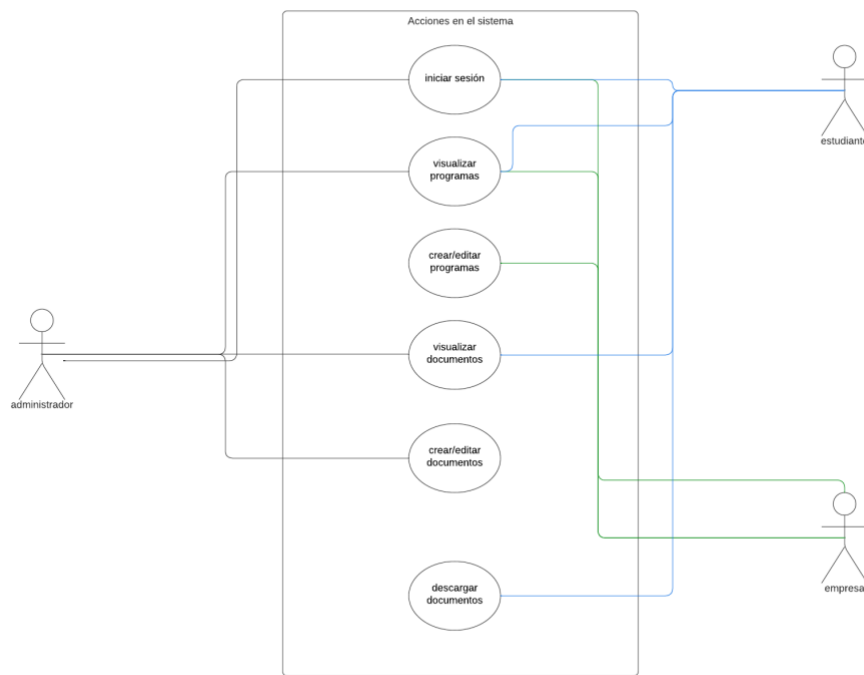 Acciones en el sistema
iniciar sesión
estudiante
visualizar
programas
crear/editar
programas
visualizar
documentos
administrador
crear/editar
documentos
descargar
documentos
empresa